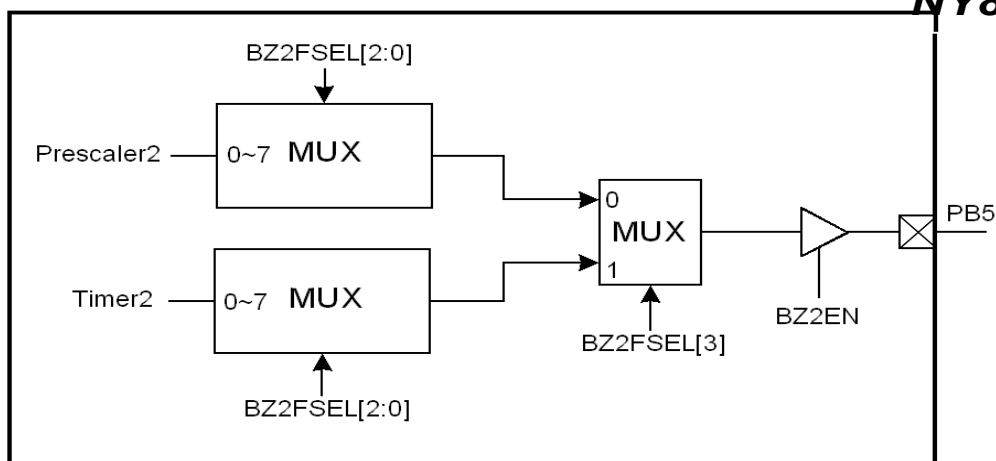 NY8
BZ2FSEL[2:0]
Prescaler2
0~7 MUX
0
MUX
1
PB5
Timer2
0~7 MUX
BZ2EN
BZ2FSEL[3]
BZ2FSEL[2:0]